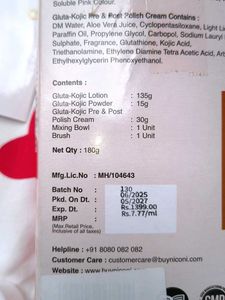 Soluble Pink Colour.
Gluta-Kojic Pre & Post Polish Cream Contains :
DM Water, Aloe Vera Juice, Cyclopentasiloxane, Light Li
Paraffin Oil, Propylene Glycol, Carbopol, Sodium Lauryl
Sulphate, Fragrance, Glutathione, Kojic Acid,
Triethanolamine, Ethylene Diamine Tetra Acetic Acid,
Ethylhexylglycerin Phenoxyethanol.
Contents :
Gluta-Kojic Lotion : 135g
Gluta-Kojic Powder : 15g
Gluta-Kojic Pre & Post
Polish Cream : 30g
Mixing Bowl : 1 Unit
Brush : 1 Unit
Net Qty : 180g
Mfg.Lic.No : MH/104643
Batch No : 130
Pkd. On Dt. : 06/2025
Exp. Dt. : 05/2027
MRP : Rs.1399.00
(Max.Retail Price. Rs.7.77/ml
Inclusive of all taxes)
Helpline : +91 8080 082 082
Customer Care : customercare@buyniconi.com
Website : www.buyniconi.com